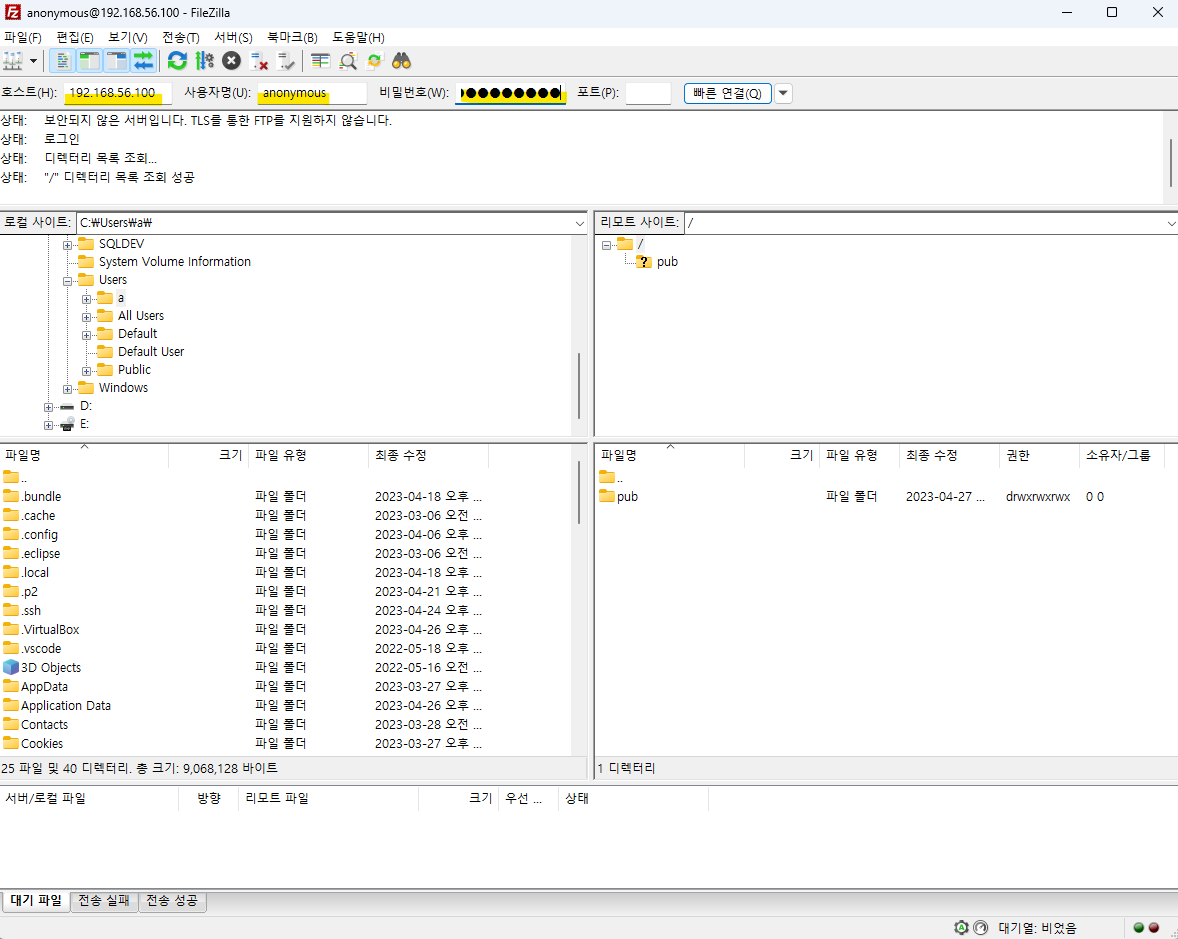 anonymous@192.168.56.100 - FileZilla
파일(F) 편집(E) 보기(V) 전송(T) 서버(S) 북마크(B) 도움말(H)
호스트(H): 192.168.56.100 사용자명(U): anonymous 비밀번호(W): ●●●●●●●●● 포트(P): 빠른 연결(Q)
상태: 보안되지 않은 서버입니다. TLS를 통한 FTP를 지원하지 않습니다.
상태: 로그인
상태: 디렉터리 목록 조회...
상태: "/" 디렉터리 목록 조회 성공
로컬 사이트: C:₩Users₩a₩
SQLDEV
System Volume Information
Users
a
All Users
Default
Default User
Public
Windows
D:
E:
리모트 사이트: /
/
? pub
파일명 크기 파일 유형 최종 수정
..
.bundle 파일 폴더 2023-04-18 오후 ...
.cache 파일 폴더 2023-03-06 오전 ...
.config 파일 폴더 2023-04-06 오후 ...
.eclipse 파일 폴더 2023-03-06 오전 ...
.local 파일 폴더 2023-04-18 오후 ...
.p2 파일 폴더 2023-04-21 오후 ...
.ssh 파일 폴더 2023-04-24 오후 ...
.VirtualBox 파일 폴더 2023-04-26 오후 ...
.vscode 파일 폴더 2022-05-18 오후 ...
3D Objects 파일 폴더 2022-05-16 오전 ...
AppData 파일 폴더 2023-03-27 오후 ...
Application Data 파일 폴더 2023-04-26 오후 ...
Contacts 파일 폴더 2023-03-28 오전 ...
Cookies 파일 폴더 2023-03-27 오후 ...
25 파일 및 40 디렉터리. 총 크기: 9,068,128 바이트
파일명 크기 파일 유형 최종 수정 권한 소유자/그룹
..
pub 파일 폴더 2023-04-27 ... drwxrwxrwx 0 0
1 디렉터리
서버/로컬 파일 방향 리모트 파일 크기 우선 ... 상태
대기 파일 전송 실패 전송 성공
대기열: 비었음